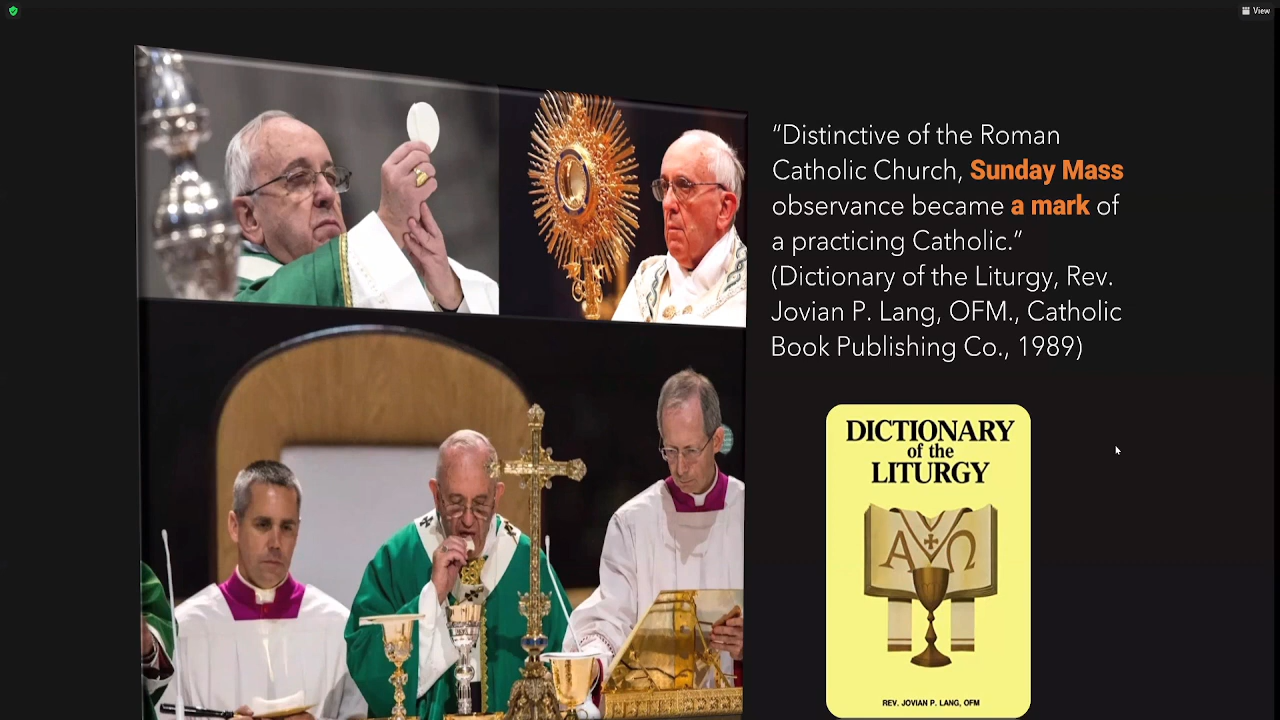 View
“Distinctive of the Roman
Catholic Church, Sunday Mass
observance became a mark of
a practicing Catholic.”
(Dictionary of the Liturgy, Rev.
Jovian P. Lang, OFM., Catholic
Book Publishing Co., 1989)
DICTIONARY
of the
LITURGY
Α Ω
REV. JOVIAN P. LANG, OFM